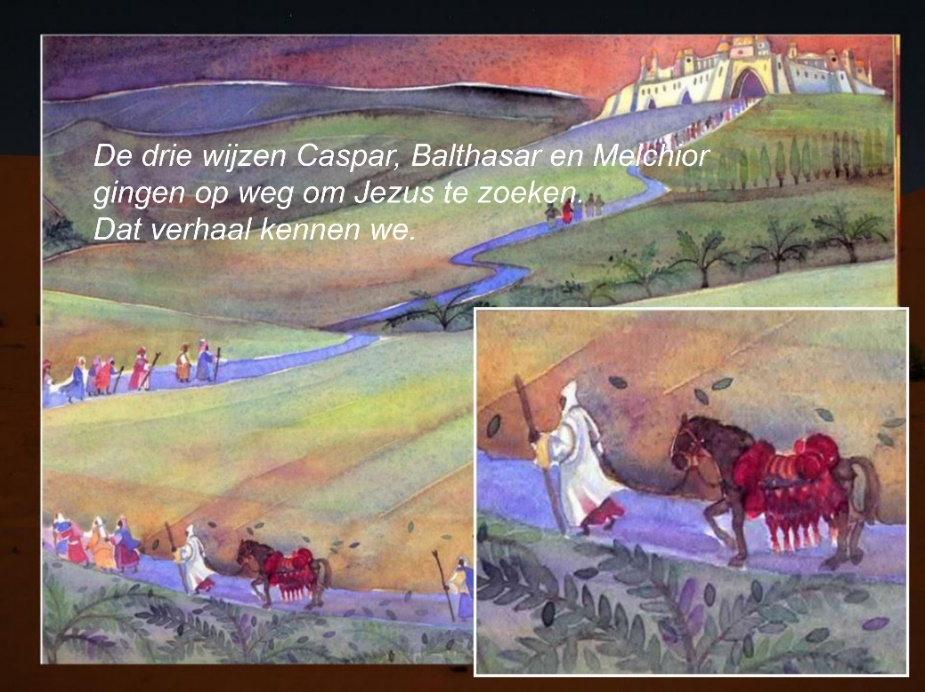 De drie wijzen Caspar, Balthasar en Melchior
gingen op weg om Jezus te zoeken.
Dat verhaal kennen we.